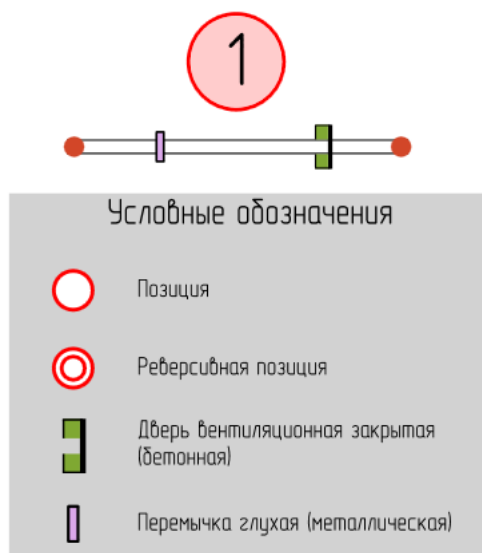 1
Условные обозначения
Позиция
Реверсивная позиция
Дверь вентиляционная закрытая
(бетонная)
Перемычка глухая (металлическая)